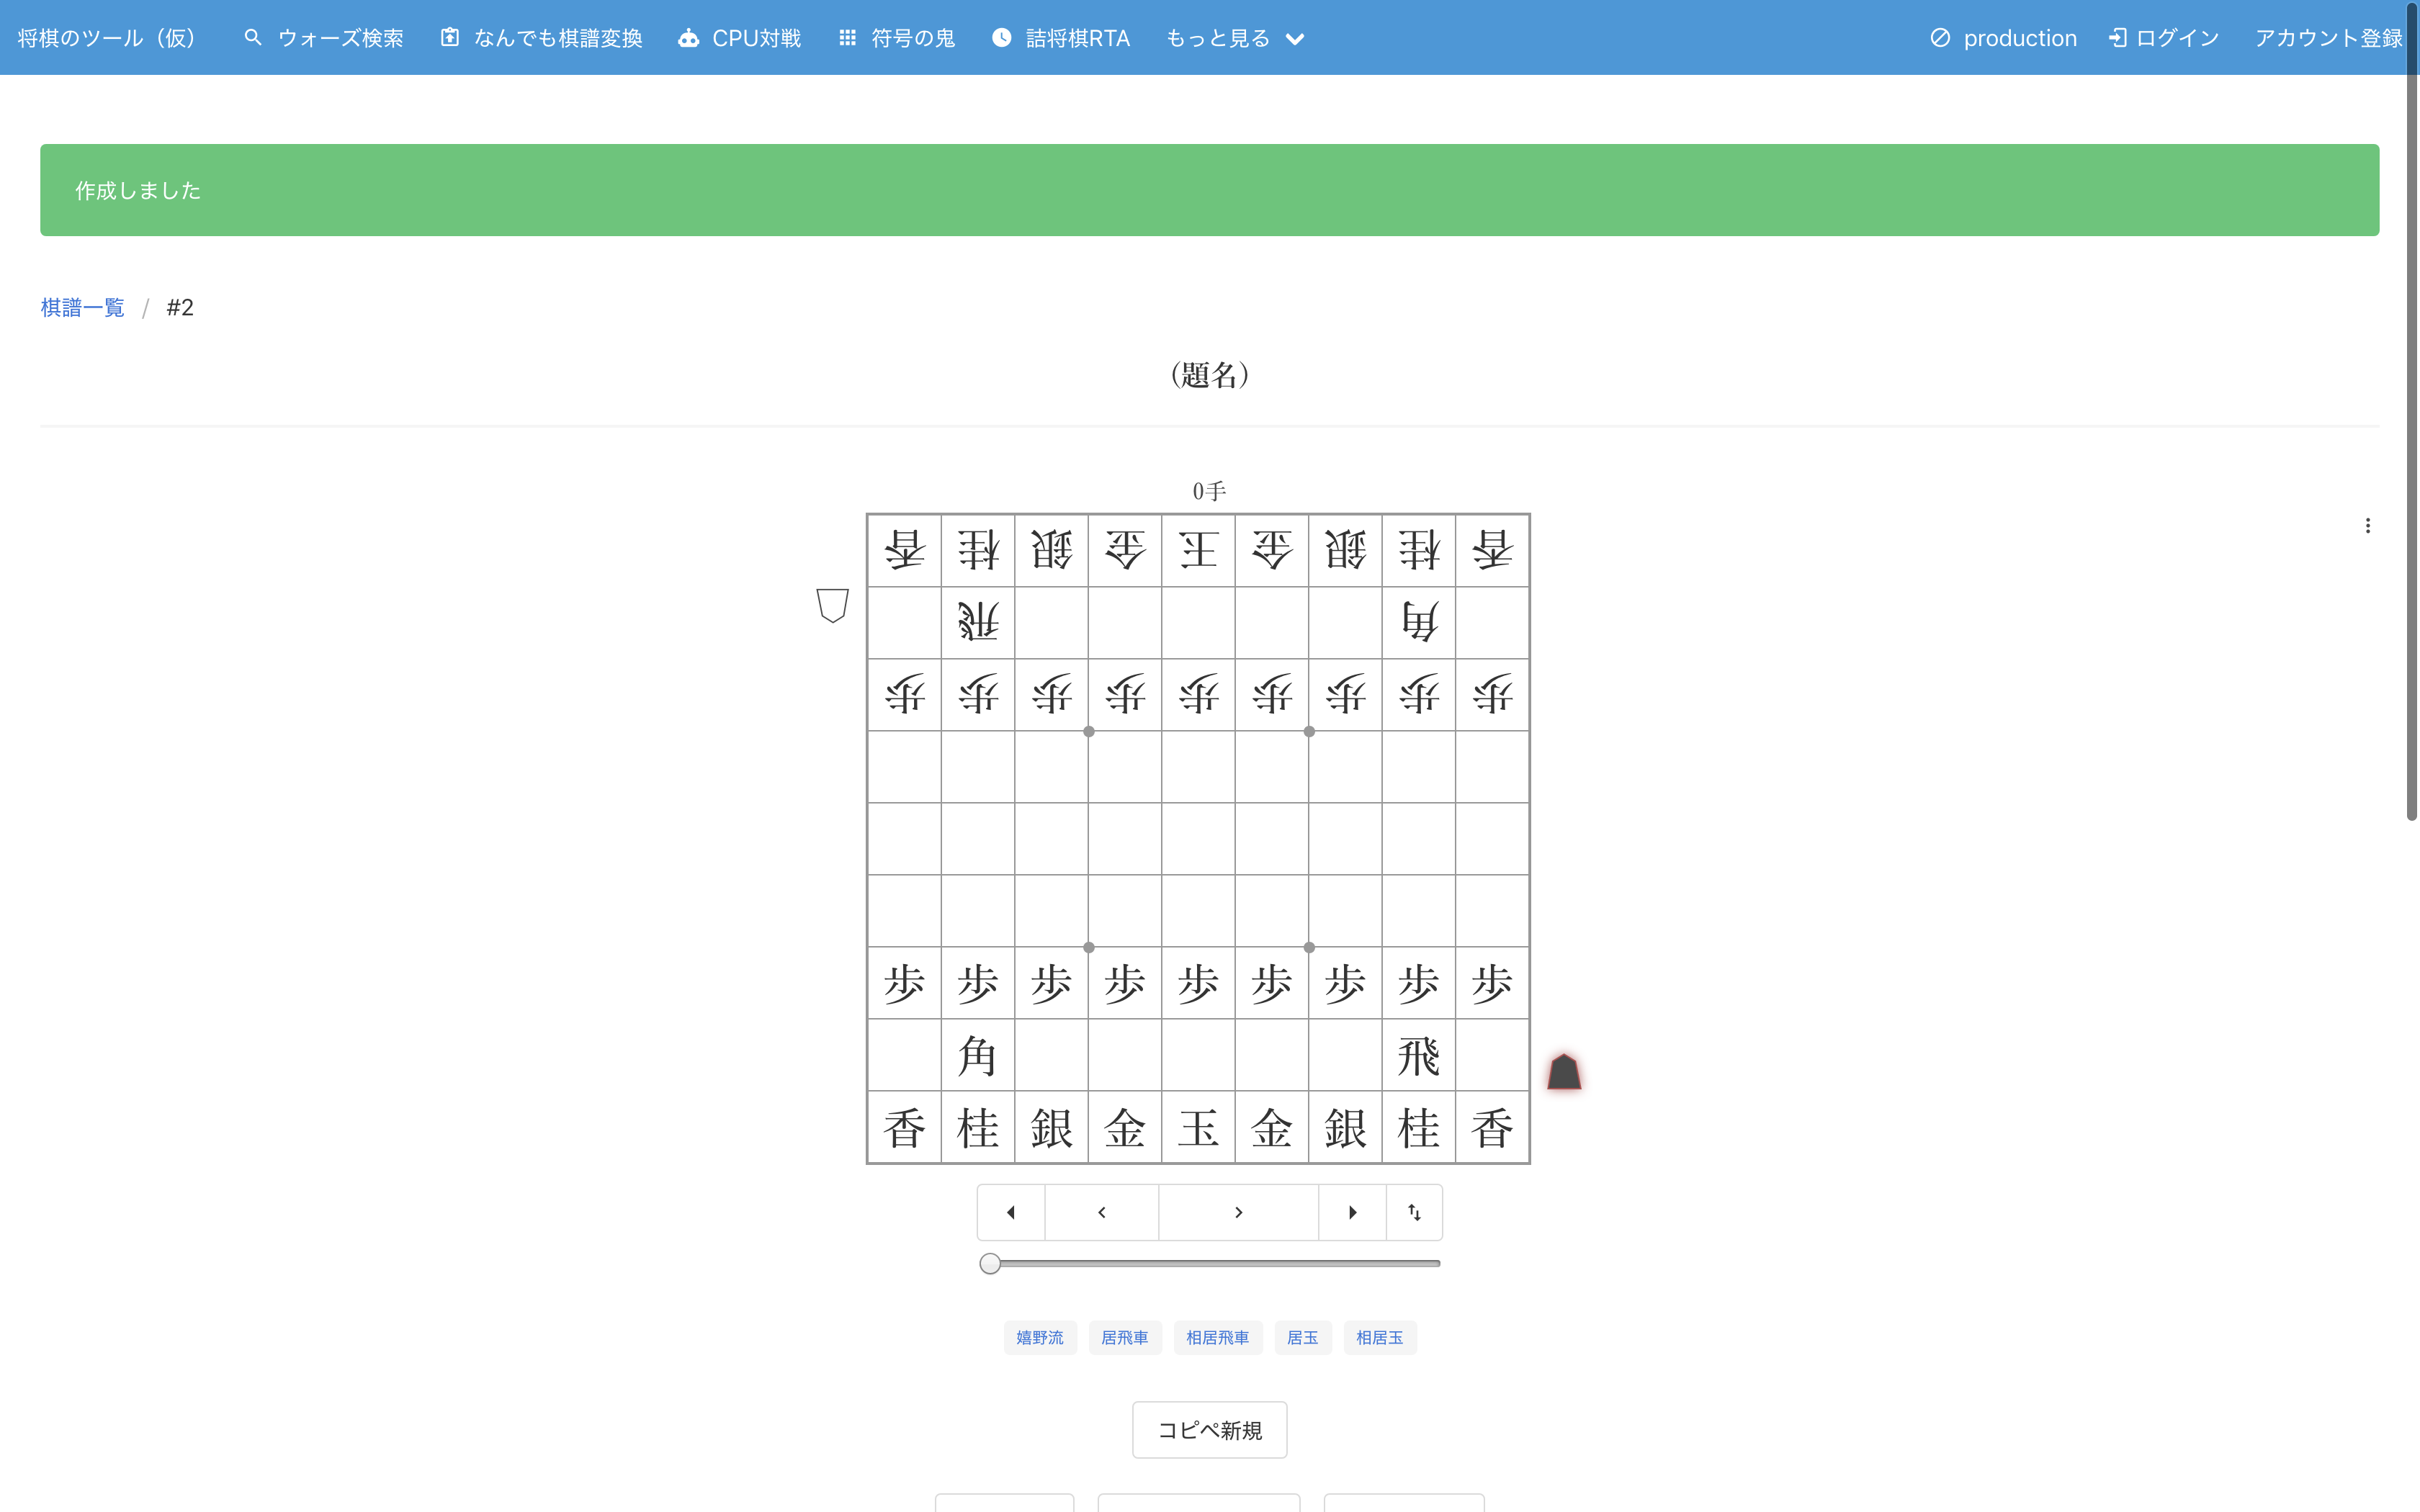 将棋のツール（仮） ウォーズ検索 なんでも棋譜変換 CPU対戦 符号の鬼 詰将棋RTA もっと見る production ログイン アカウント登録
作成しました
棋譜一覧 / #2
（題名）
0手
香 桂 銀 金 王 金 銀 桂 香
飛 角
歩 歩 歩 歩 歩 歩 歩 歩 歩
歩 歩 歩 歩 歩 歩 歩 歩 歩
角 飛
香 桂 銀 金 玉 金 銀 桂 香
嬉野流 居飛車 相居飛車 居玉 相居玉
コピペ新規